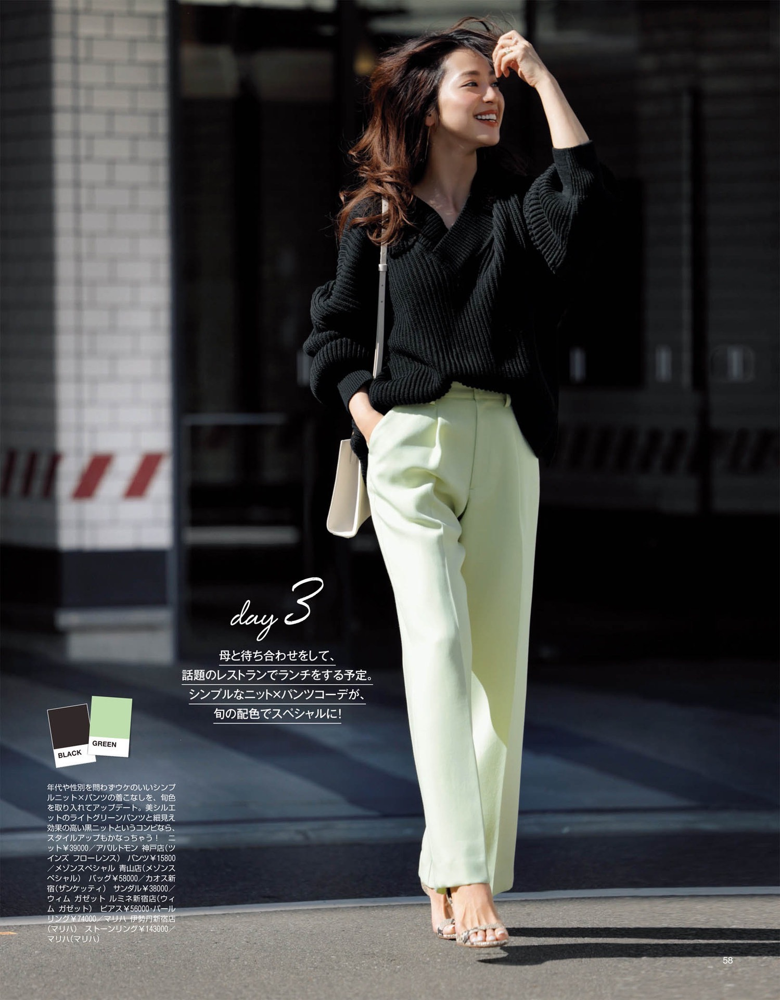 day 3
母と待ち合わせをして、
話題のレストランでランチをする予定。
シンプルなニット×パンツコーデが、
旬の配色でスペシャルに!
BLACK
GREEN
年代や性別を問わずウケのいいシンプ
ルニット×パンツの着こなしを、旬色
を取り入れてアップデート。美シルエ
ットのライトグリーンパンツと細見え
効果の高い黒ニットというコンビなら、
スタイルアップもかなっちゃう! ニ
ット¥39000/アパルトモン 神戸店(ツ
インズ フローレンス) パンツ¥15800
/メゾンスペシャル 青山店(メゾンス
ペシャル) バッグ¥58000/カオス新
宿(ザンケッティ) サンダル¥38000/
ウィム ガゼット ルミネ新宿店(ウィ
ム ガゼット) ピアス¥56000・パール
リング¥74000/マリハ 伊勢丹新宿店
(マリハ) ストーンリング¥143000/
マリハ(マリハ)
58